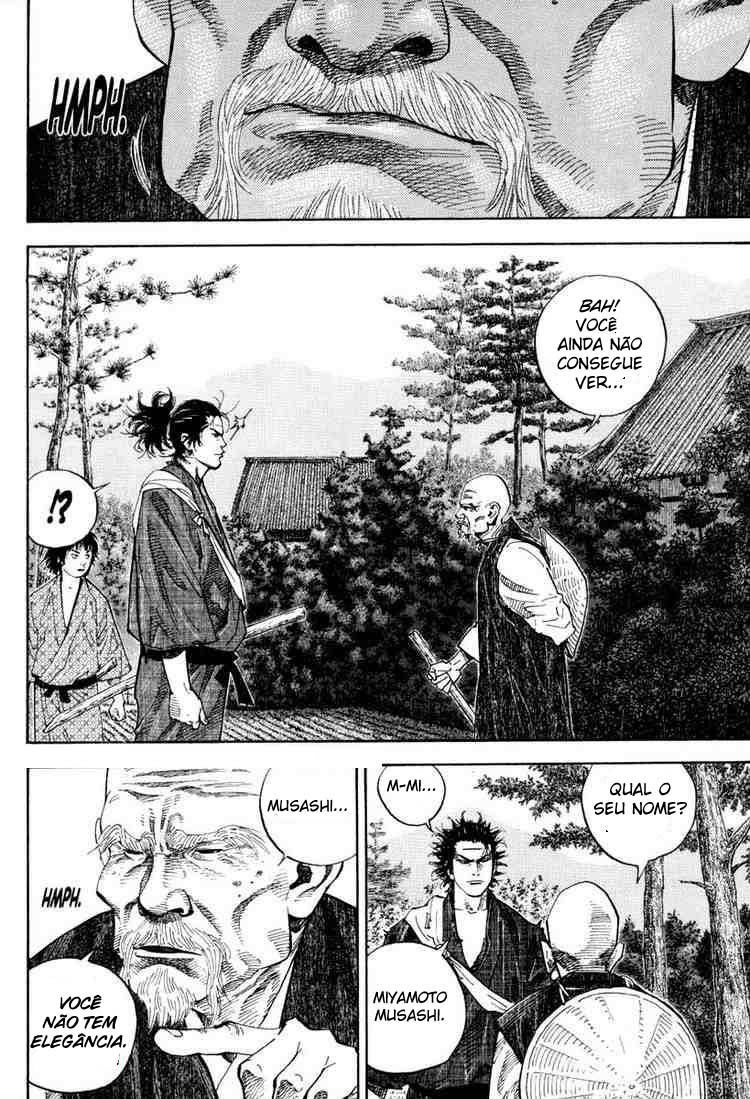 HMPH.
BAH!
VOCÊ
AINDA NÃO
CONSEGUE
VER...
!?
QUAL O
SEU NOME?
M-MI...
MIYAMOTO
MUSASHI.
MUSASHI...
HMPH.
VOCÊ
NÃO TEM
ELEGÂNCIA.